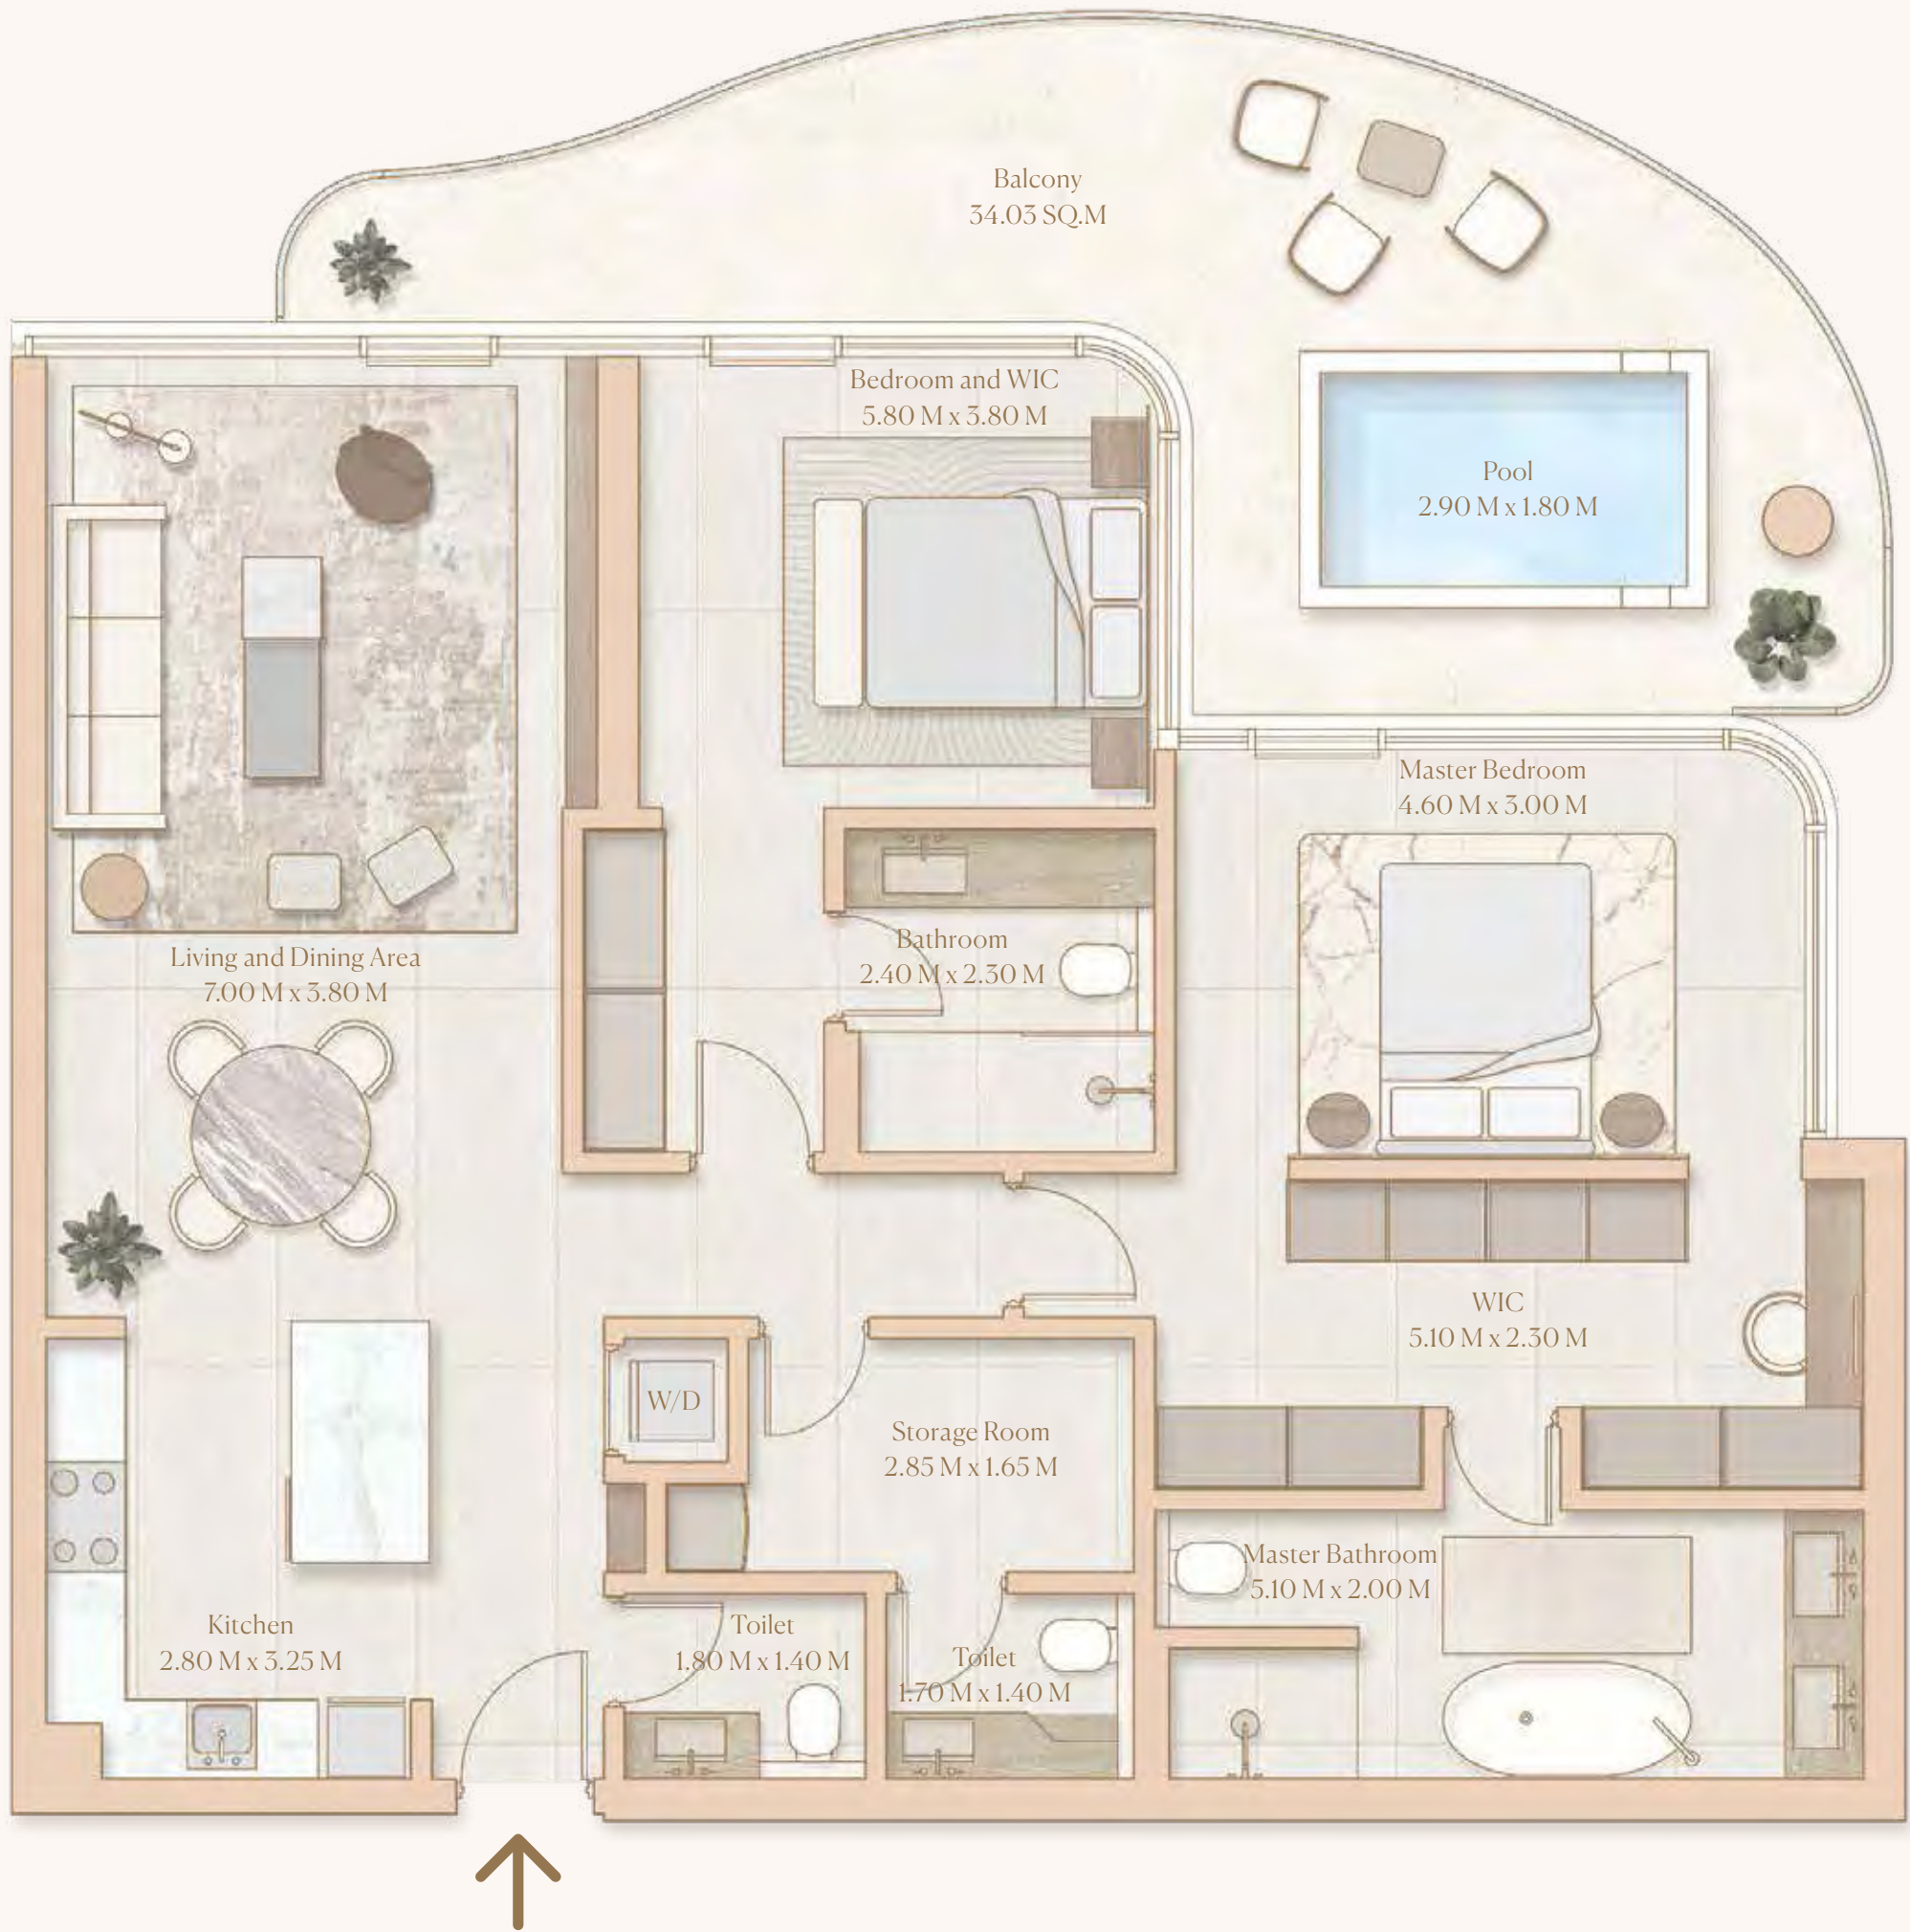 Balcony
34.03 SQ.M
Bedroom and WIC
5.80 M x 3.80 M
Pool
2.90 M x 1.80 M
Master Bedroom
4.60 M x 3.00 M
Bathroom
2.40 M x 2.30 M
Living and Dining Area
7.00 M x 3.80 M
WIC
5.10 M x 2.30 M
W/D
Storage Room
2.85 M x 1.65 M
Master Bathroom
5.10 M x 2.00 M
Kitchen
2.80 M x 3.25 M
Toilet
1.80 M x 1.40 M
Toilet
1.70 M x 1.40 M